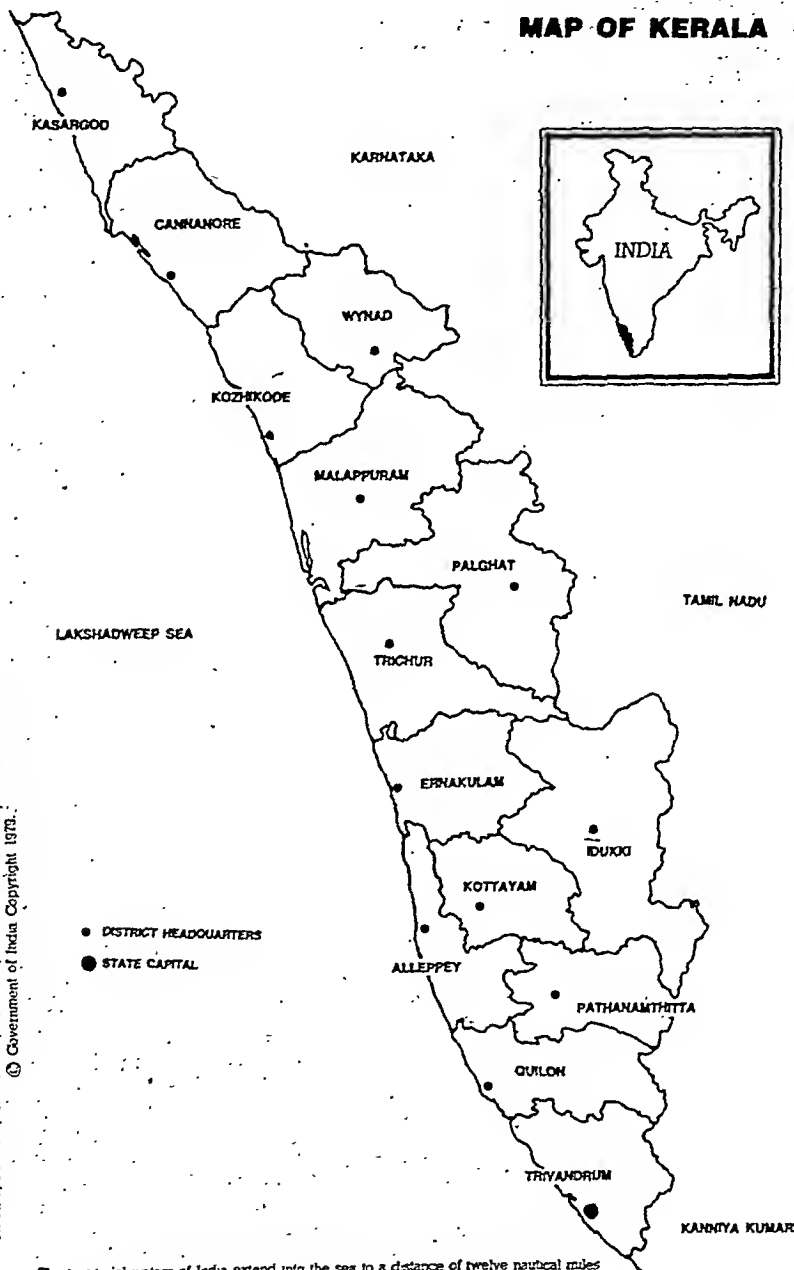 MAP OF KERALA
KASARGOD
KARNATAKA
CANNANORE
INDIA
WYNAD
KOZHIKODE
MALAPPURAM
PALGHAT
TAMIL NADU
LAKSHADWEEP SEA
TRICHUR
ERNAKULAM
IDUKKI
KOTTAYAM
DISTRICT HEADQUARTERS
STATE CAPITAL
ALLEPPEY
PATHANAMTHITTA
QUILON
TRIVANDRUM
KANNIYA KUMARI
© Government of India Copyright 1979.
waters of India extend into the sea to a distance of twelve nautical miles